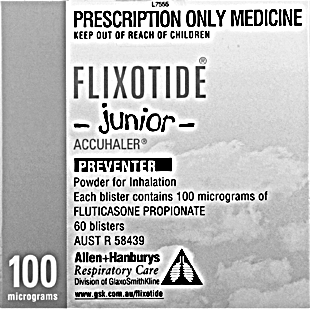 L7556
PRESCRIPTION ONLY MEDICINE
KEEP OUT OF REACH OF CHILDREN
FLIXOTIDE®
- junior -
ACCUHALER®
PREVENTER
Powder for Inhalation
Each blister contains 100 micrograms of
FLUTICASONE PROPIONATE
60 blisters
AUST R 58439
100
micrograms
Allen+Hanburys
Respiratory Care
Division of GlaxoSmithKline
www.gsk.com.au/flixotide